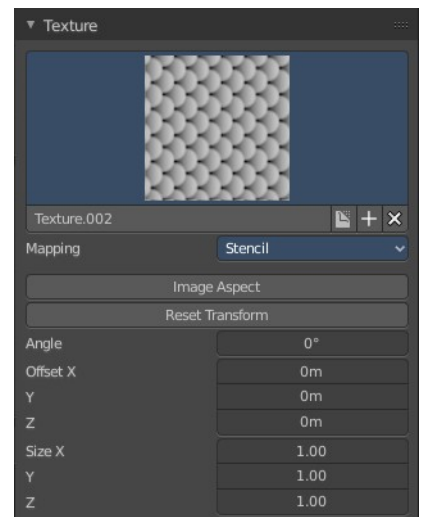 Texture
Texture.002
Mapping Stencil
Image Aspect
Reset Transform
Angle 0°
Offset X 0m
Y 0m
Z 0m
Size X 1.00
Y 1.00
Z 1.00